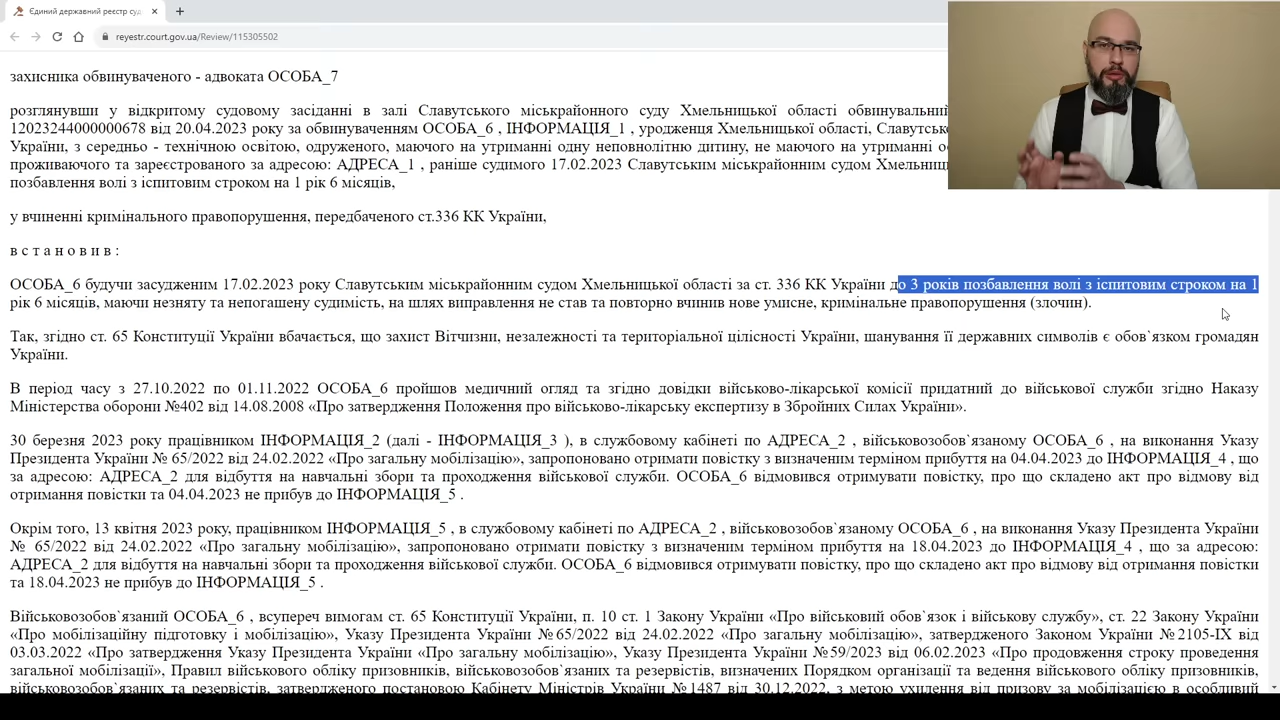 Єдиний державний реєстр суд
reyestr.court.gov.ua/Review/115305502
захисника обвинуваченого - адвоката ОСОБА_7
розглянувши у відкритому судовому засіданні в залі Славутського міськрайонного суду Хмельницької області обвинувальний
12023244000000678 від 20.04.2023 року за обвинуваченням ОСОБА_6 , ІНФОРМАЦІЯ_1 , уродженця Хмельницької області,
України, з середньо - технічною освітою, одруженого, маючого на утриманні одну неповнолітню дитину, не маючого на утриманні
проживаючого та зареєстрованого за адресою: АДРЕСА_1 , раніше судимого 17.02.2023 Славутським міськрайонним судом
позбавлення волі з іспитовим строком на 1 рік 6 місяців,
у вчиненні кримінального правопорушення, передбаченого ст.336 КК України,
в с т а н о в и в :
ОСОБА_6 будучи засудженим 17.02.2023 року Славутським міськрайонним судом Хмельницької області за ст. 336 КК України до 3 років позбавлення волі з іспитовим строком на 1
рік 6 місяців, маючи незняту та непогашену судимість, на шлях виправлення не став та повторно вчинив нове умисне, кримінальне правопорушення (злочин).
Так, згідно ст. 65 Конституції України вбачається, що захист Вітчизни, незалежності та територіальної цілісності України, шанування її державних символів є обов`язком громадян
України.
В період часу з 27.10.2022 по 01.11.2022 ОСОБА_6 пройшов медичний огляд та згідно довідки військово-лікарської комісії придатний до військової служби згідно Наказу
Міністерства оборони №402 від 14.08.2008 «Про затвердження Положення про військово-лікарську експертизу в Збройних Силах України».
30 березня 2023 року працівником ІНФОРМАЦІЯ_2 (далі - ІНФОРМАЦІЯ_3 ), в службовому кабінеті по АДРЕСА_2 , військовозобов`язаному ОСОБА_6 , на виконання Указу
Президента України № 65/2022 від 24.02.2022 «Про загальну мобілізацію», запропоновано отримати повістку з визначеним терміном прибуття на 04.04.2023 до ІНФОРМАЦІЯ_4 , що
за адресою: АДРЕСА_2 для відбуття на навчальні збори та проходження військової служби. ОСОБА_6 відмовився отримувати повістку, про що складено акт про відмову від
отримання повістки та 04.04.2023 не прибув до ІНФОРМАЦІЯ_5 .
Окрім того, 13 квітня 2023 року, працівником ІНФОРМАЦІЯ_5 , в службовому кабінеті по АДРЕСА_2 , військовозобов`язаному ОСОБА_6 , на виконання Указу Президента України
№ 65/2022 від 24.02.2022 «Про загальну мобілізацію», запропоновано отримати повістку з визначеним терміном прибуття на 18.04.2023 до ІНФОРМАЦІЯ_4 , що за адресою:
АДРЕСА_2 для відбуття на навчальні збори та проходження військової служби. ОСОБА_6 відмовився отримувати повістку, про що складено акт про відмову від отримання повістки
та 18.04.2023 не прибув до ІНФОРМАЦІЯ_5 .
Військовозобов`язаний ОСОБА_6 , всупереч вимогам ст. 65 Конституції України, п. 10 ст. 1 Закону України «Про військовий обов`язок і військову службу», ст. 22 Закону України
«Про мобілізаційну підготовку і мобілізацію», Указу Президента України №65/2022 від 24.02.2022 «Про загальну мобілізацію», затвердженого Законом України №2105-IX від
03.03.2022 «Про затвердження Указу Президента України «Про загальну мобілізацію», Указу Президента України №59/2023 від 06.02.2023 «Про продовження строку проведення
загальної мобілізації», Правил військового обліку призовників, військовозобов`язаних та резервістів, визначених Порядком організації та ведення військового обліку призовників,
військовозобов`язаних та резервістів, затвердженого постановою Кабінету Міністрів України №1487 від 30.12.2022, з метою ухилення від призову за мобілізацією в особливий